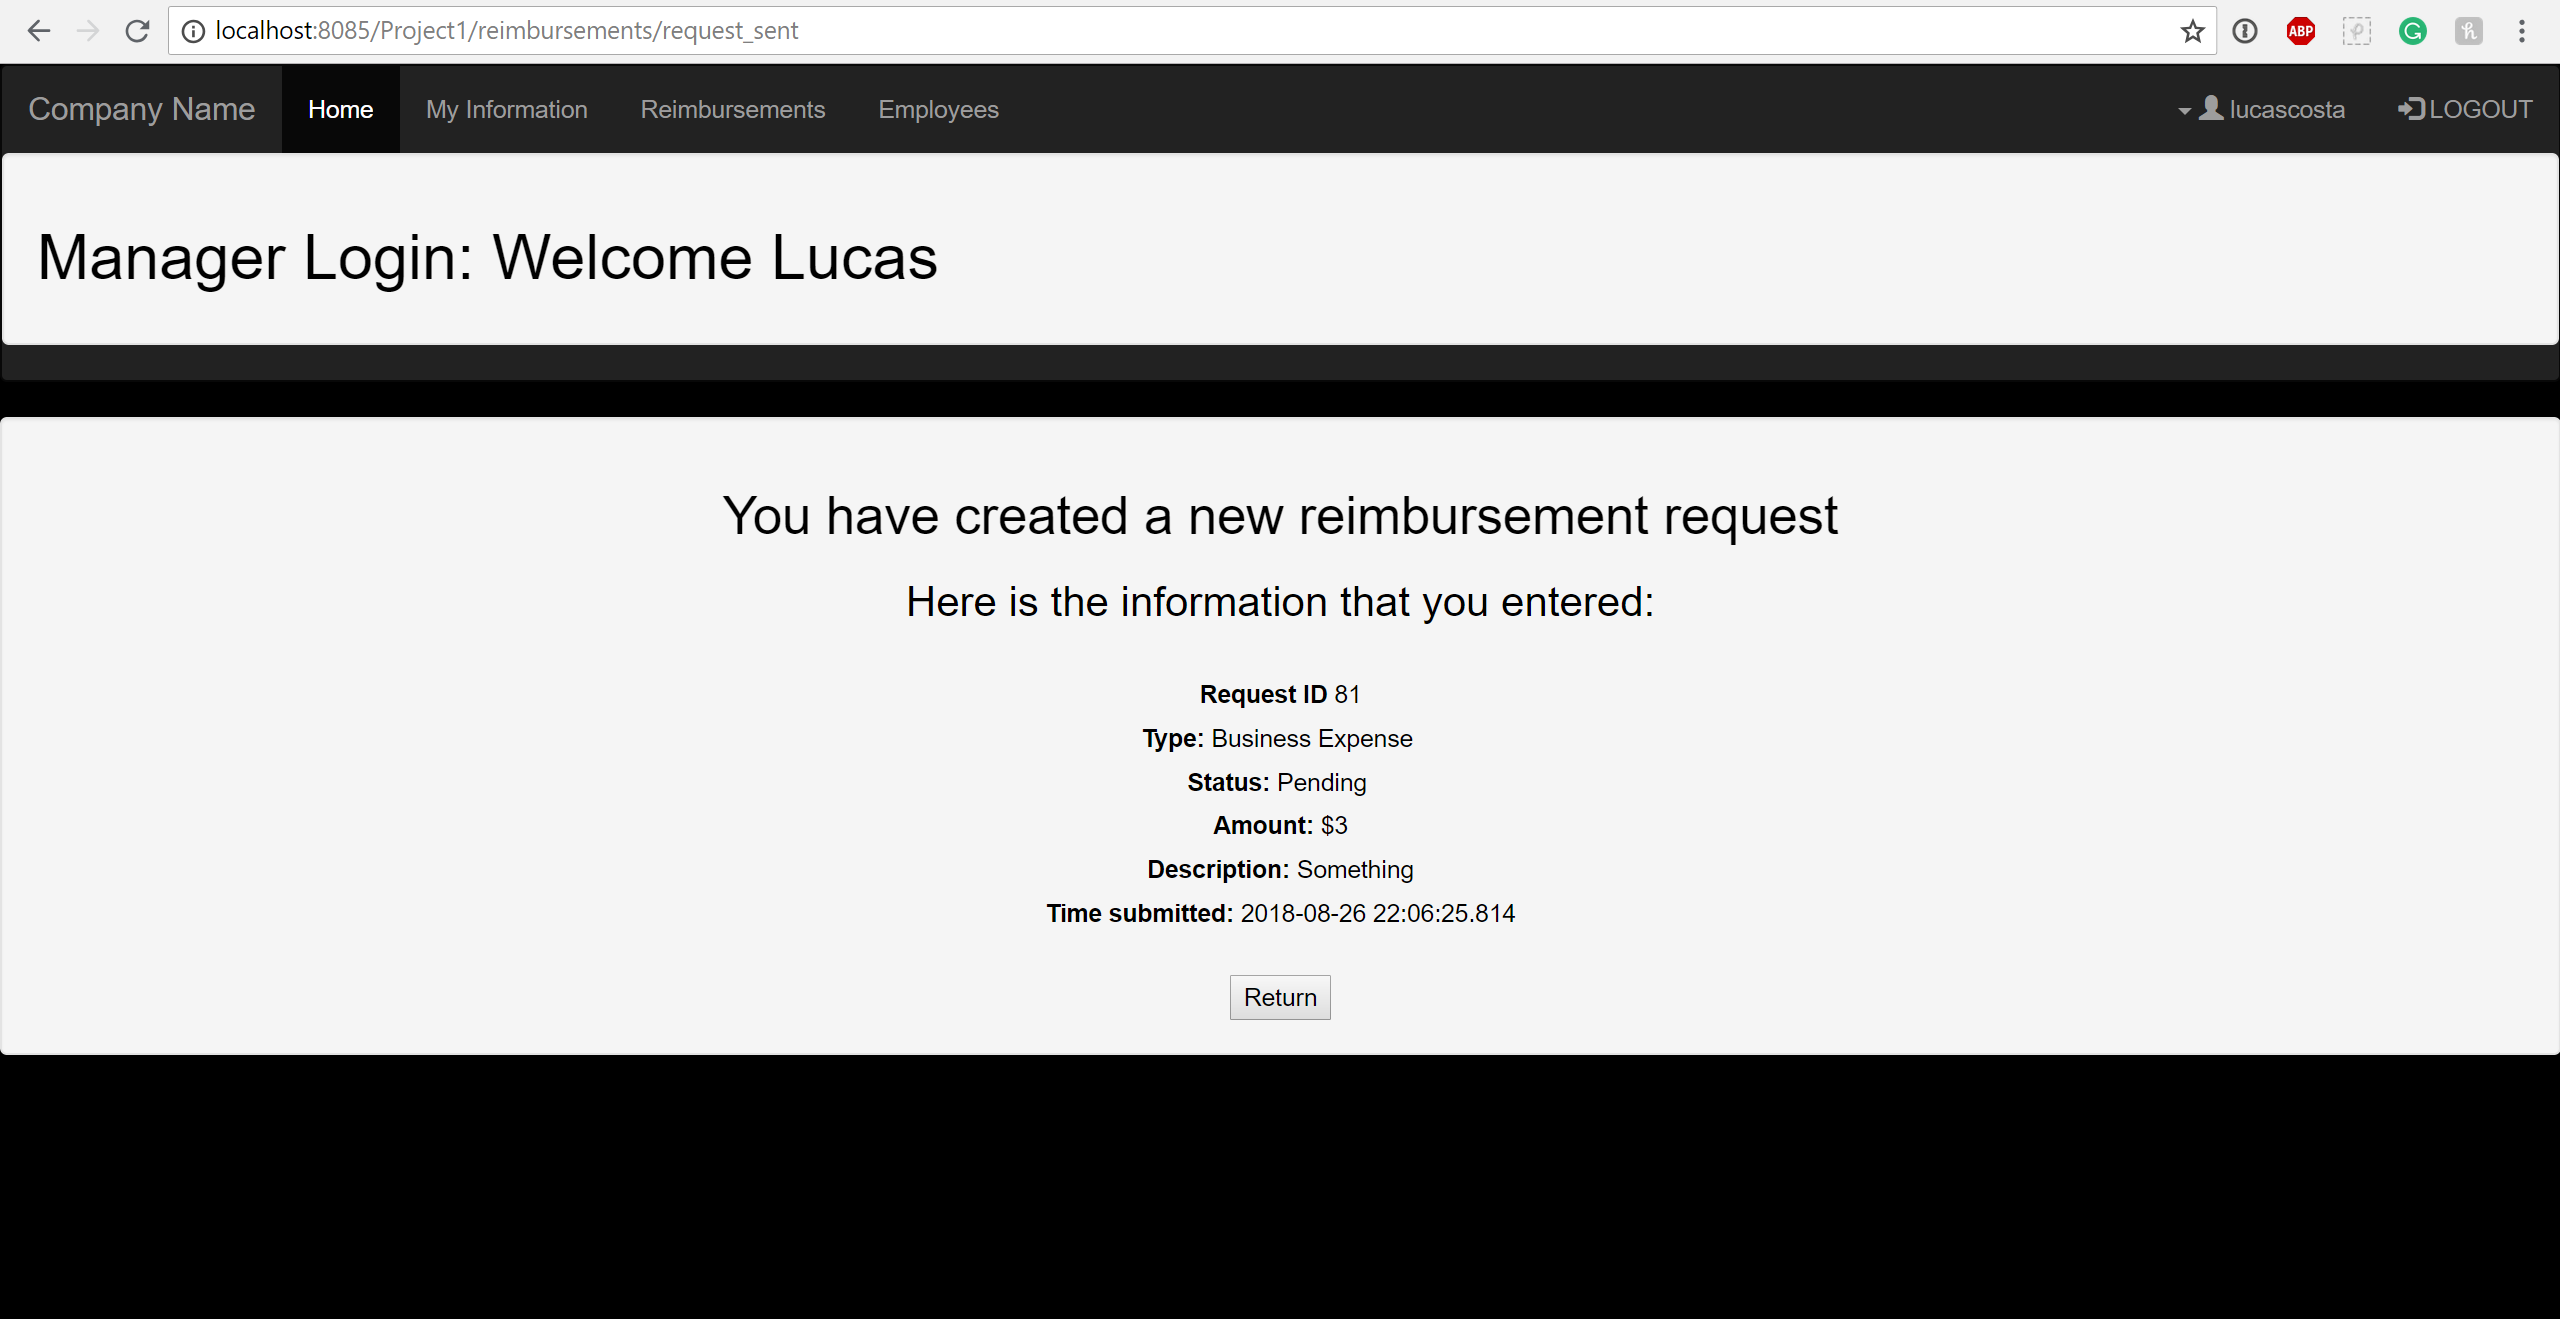 localhost:8085/Project1/reimbursements/request_sent
ABP
Company Name Home My Information Reimbursements Employees lucascosta LOGOUT
Manager Login: Welcome Lucas
You have created a new reimbursement request
Here is the information that you entered:
Request ID 81
Type: Business Expense
Status: Pending
Amount: $3
Description: Something
Time submitted: 2018-08-26 22:06:25.814
Return